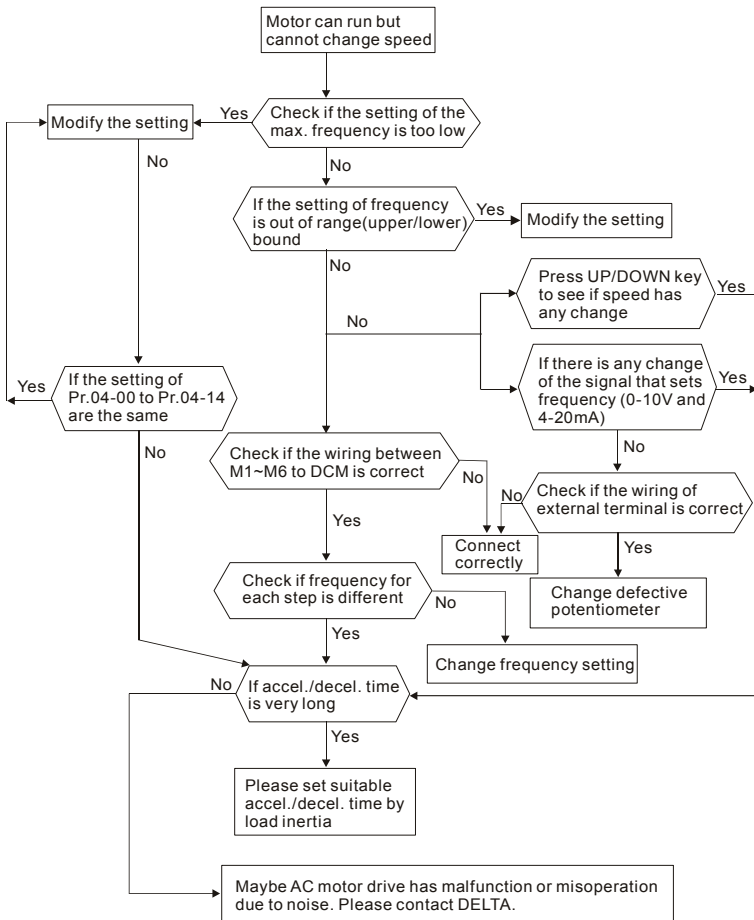 Motor can run but
cannot change speed
Yes
Check if the setting of the
max. frequency is too low
Modify the setting
No
No
If the setting of frequency
is out of range(upper/lower)
bound
Yes
Modify the setting
No
Press UP/DOWN key
to see if speed has
any change
Yes
No
Yes
If the setting of
Pr.04-00 to Pr.04-14
are the same
If there is any change
of the signal that sets
frequency (0-10V and
4-20mA)
Yes
No
No
Check if the wiring between
M1~M6 to DCM is correct
No
No
Check if the wiring of
external terminal is correct
Yes
Connect
correctly
Yes
Check if frequency for
each step is different
No
Change defective
potentiometer
Yes
Change frequency setting
No
If accel./decel. time
is very long
Yes
Please set suitable
accel./decel. time by
load inertia
Maybe AC motor drive has malfunction or misoperation
due to noise. Please contact DELTA.